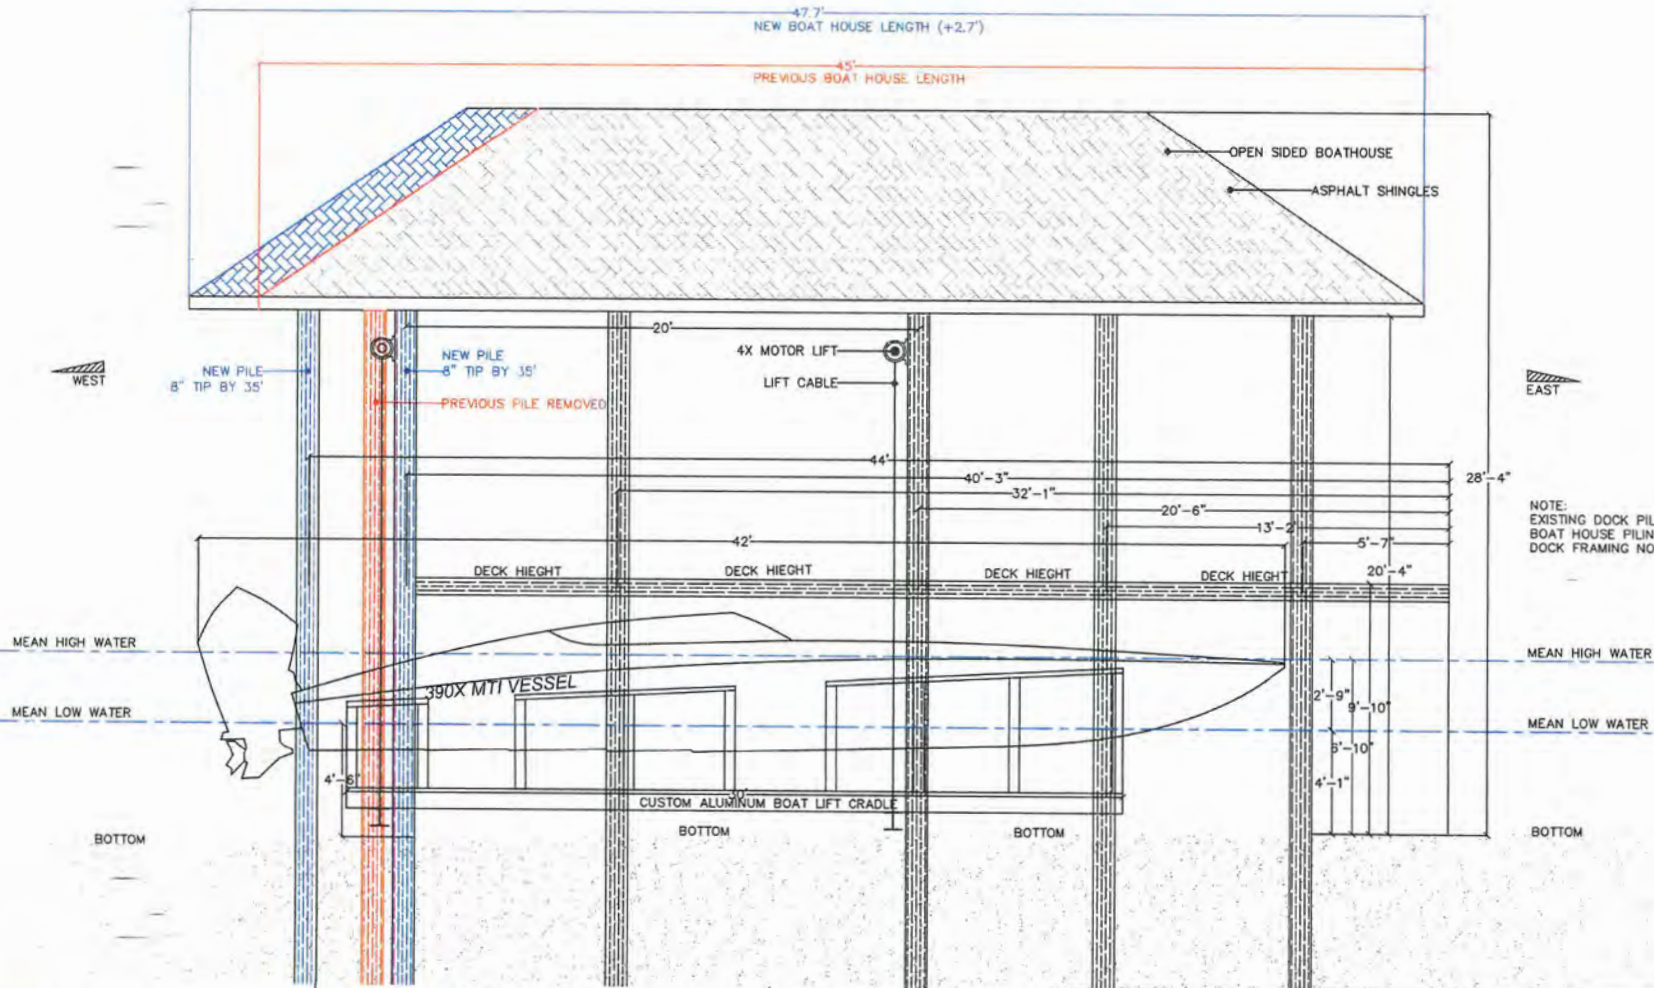 47.7'
NEW BOAT HOUSE LENGTH (+2.7')
45'
PREVIOUS BOAT HOUSE LENGTH
OPEN SIDED BOATHOUSE
ASPHALT SHINGLES
20'
4X MOTOR LIFT
LIFT CABLE
NEW PILE
8" TIP BY 35'
NEW PILE
8" TIP BY 35'
PREVIOUS PILE REMOVED
WEST
EAST
44'
40'-3"
32'-1"
20'-6"
13'-2"
5'-7"
28'-4"
20'-4"
NOTE:
EXISTING DOCK PIL
BOAT HOUSE PILIN
DOCK FRAMING NO
42'
DECK HIEGHT
DECK HIEGHT
DECK HIEGHT
DECK HIEGHT
MEAN HIGH WATER
MEAN HIGH WATER
390X MTI VESSEL
MEAN LOW WATER
MEAN LOW WATER
2'-9"
9'-10"
6'-10"
4'-1"
4'-6"
30'
CUSTOM ALUMINUM BOAT LIFT CRADLE
BOTTOM
BOTTOM
BOTTOM
BOTTOM